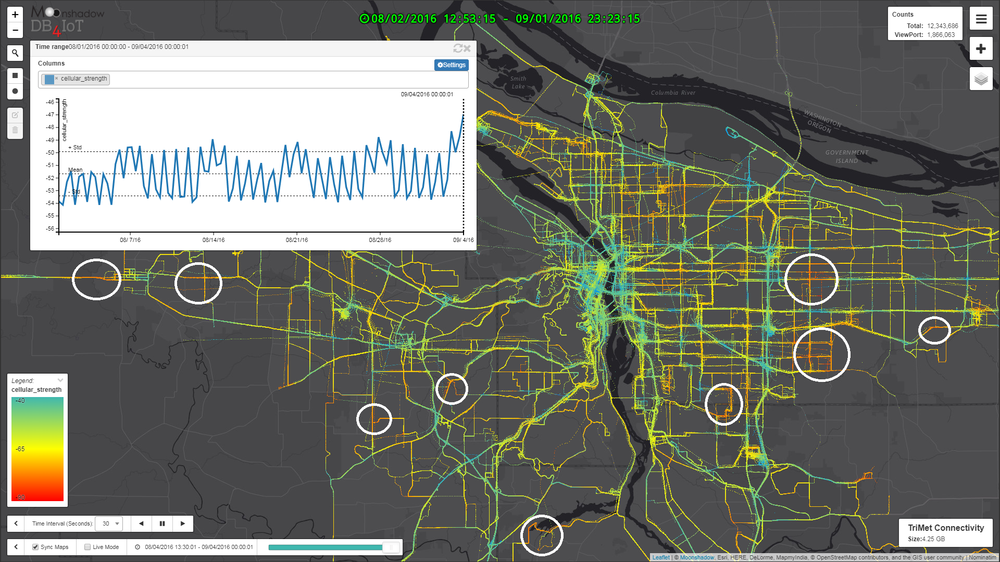 +
−
Moonshadow
DB4IoT
08/02/2016 12:53:15 - 09/01/2016 23:23:15
Counts
Total: 12,343,686
ViewPort: 1,866,063
Time range08/01/2016 00:00:00 - 09/04/2016 00:00:01
Columns
Settings
× cellular_strength
09/04/2016 00:00:01
cellular_strength
-46
-47
-48
-49
-50
-51
-52
-53
-54
-55
-56
+ Std
Mean
- Std
08/ 7/16
08/14/16
08/21/16
08/28/16
09/ 4/16
Smith
Lake
Columbia River
WASHINGTON
OREGON
GOVERNMENT
ISLAND
Legend:
cellular_strength
-40
-65
-90
Time Interval (Seconds): 30
Sync Maps
Live Mode
08/04/2016 13:30:01 - 09/04/2016 00:00:01
TriMet Connectivity
Size:4.25 GB
Leaflet | © Moonshadow, Esri, HERE, DeLorme, MapmyIndia, © OpenStreetMap contributors, and the GIS user community | Nominatim